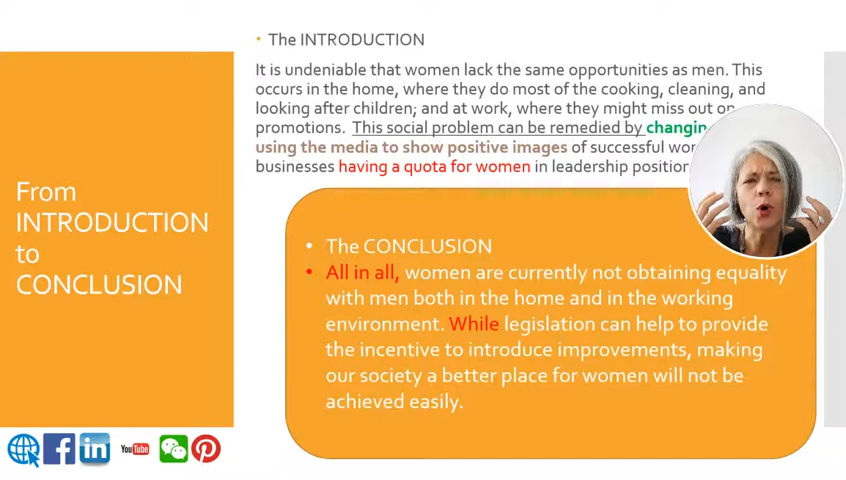 From
INTRODUCTION
to
CONCLUSION
The INTRODUCTION
It is undeniable that women lack the same opportunities as men. This
occurs in the home, where they do most of the cooking, cleaning, and
looking after children; and at work, where they might miss out on
promotions. This social problem can be remedied by
using the media to show positive images of successful
businesses having a quota for women in leadership
• The CONCLUSION
• All in all, women are currently not obtaining equality
with men both in the home and in the working
environment. While legislation can help to provide
the incentive to introduce improvements, making
our society a better place for women will not be
achieved easily.
in
YouTube